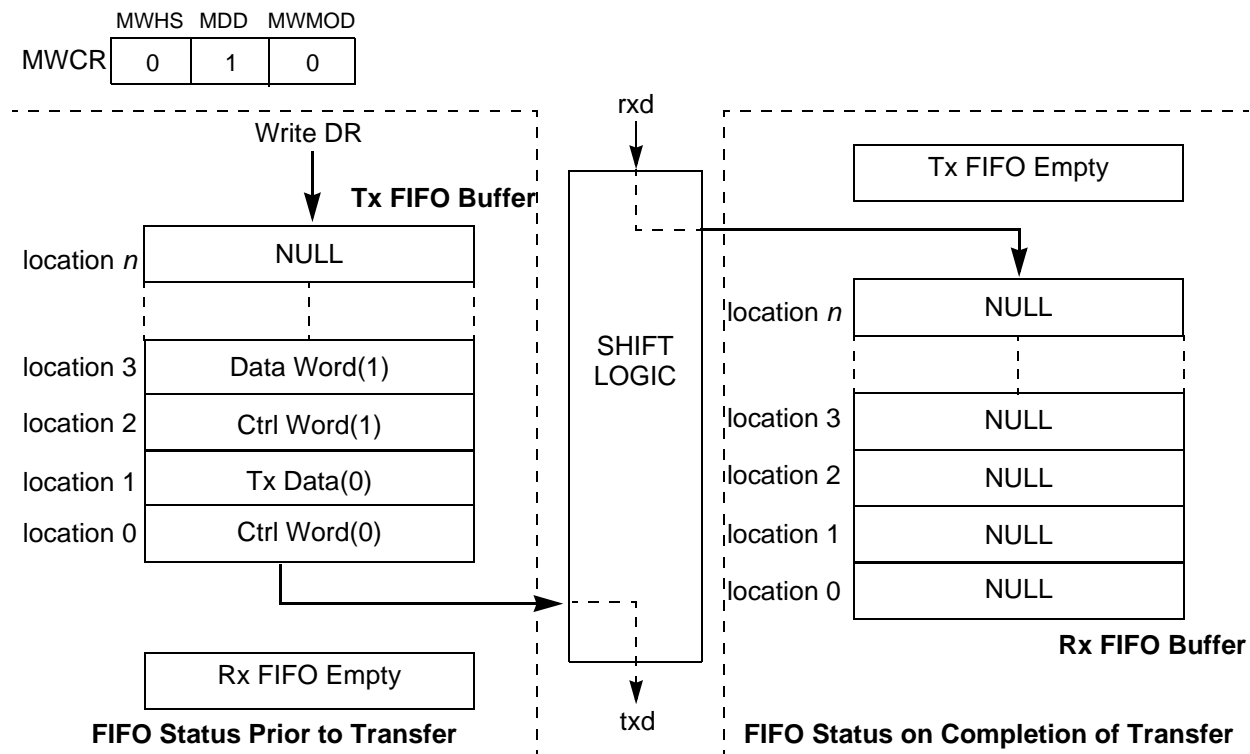 MWHS MDD MWMOD
MWCR 0 1 0
Write DR
Tx FIFO Buffer
location n NULL
location 3 Data Word(1)
location 2 Ctrl Word(1)
location 1 Tx Data(0)
location 0 Ctrl Word(0)
Rx FIFO Empty
FIFO Status Prior to Transfer
rxd
SHIFT
LOGIC
txd
Tx FIFO Empty
location n NULL
location 3 NULL
location 2 NULL
location 1 NULL
location 0 NULL
Rx FIFO Buffer
FIFO Status on Completion of Transfer